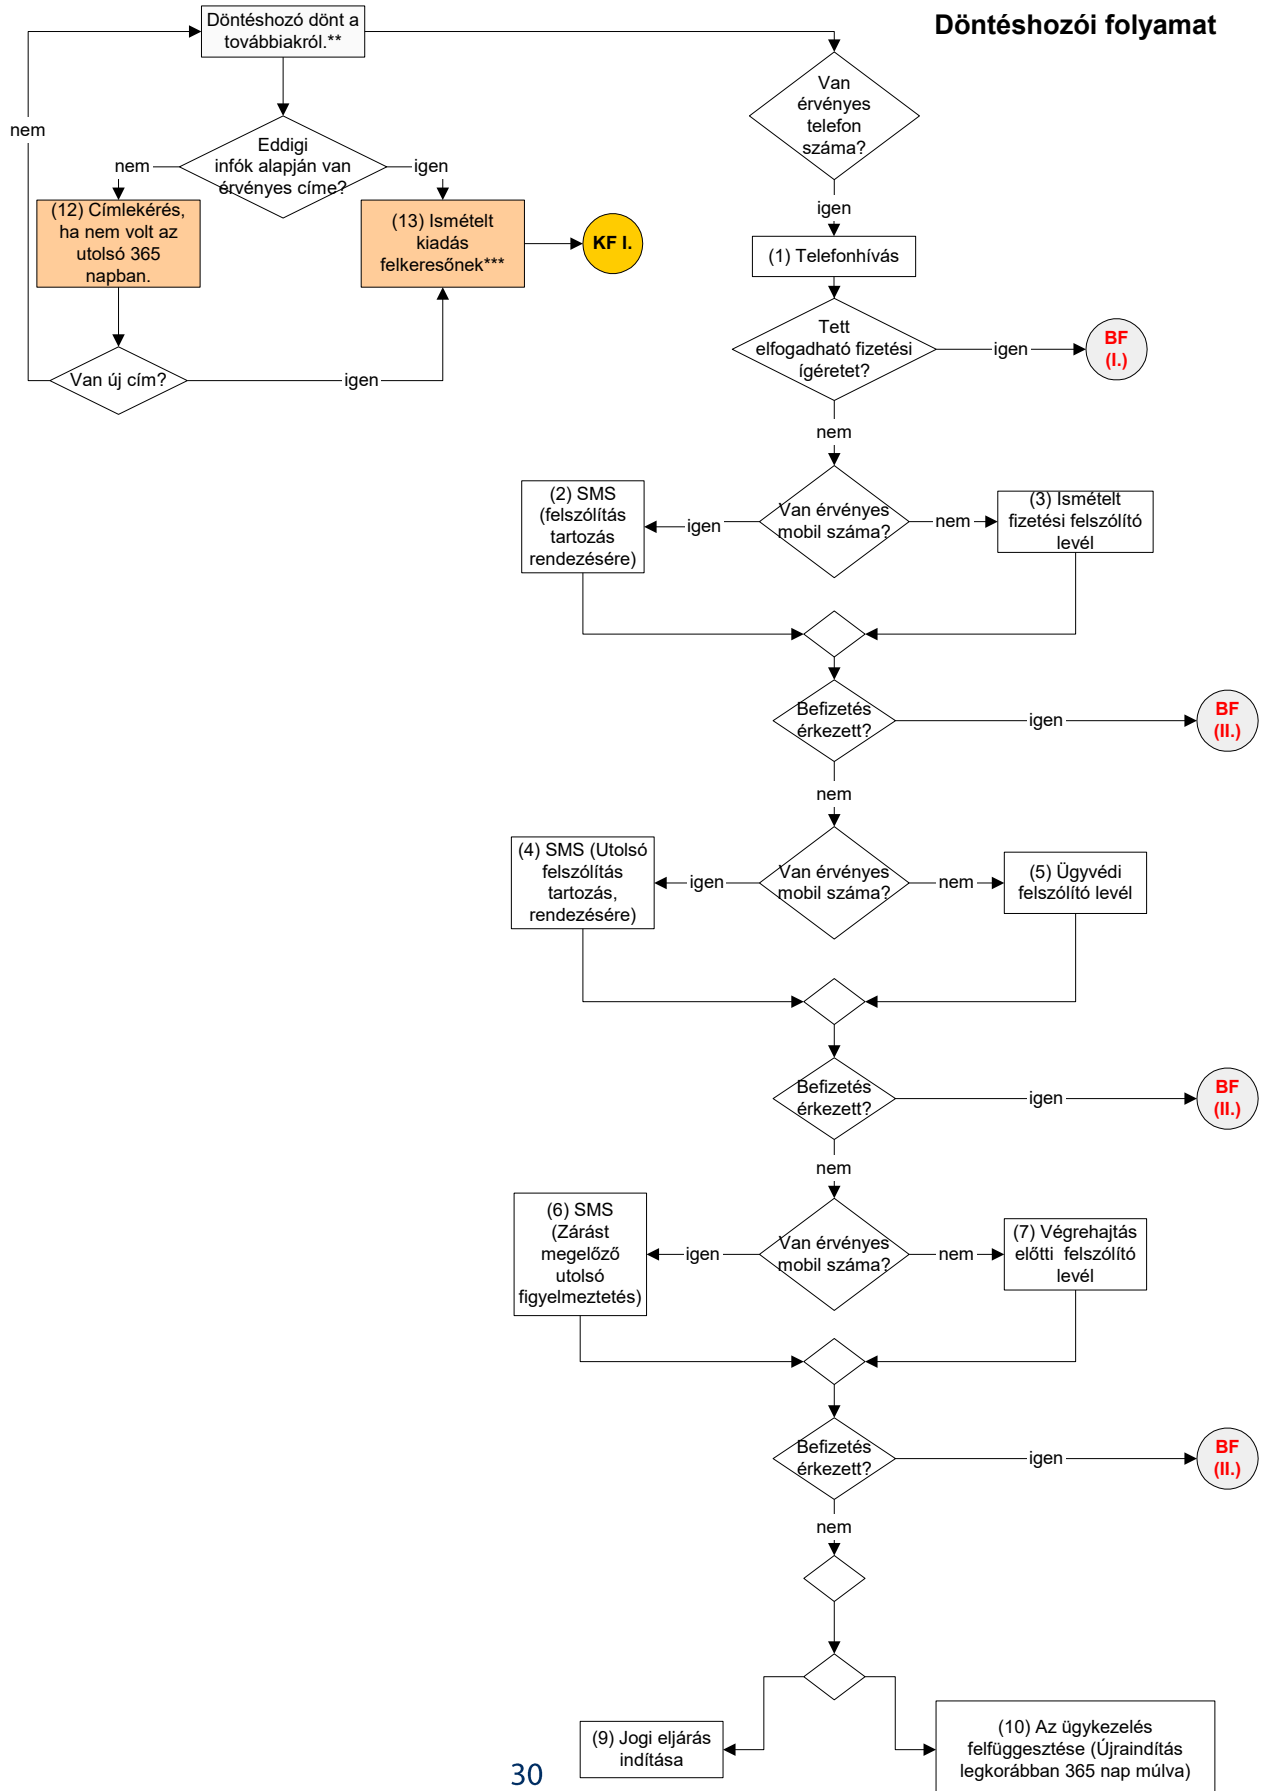 Döntéshozói folyamat
Döntéshozó dönt a
továbbiakról.**
Van
érvényes
telefon
száma?
nem
Eddigi
infók alapján van
érvényes címe?
nem
igen
(12) Címlekérés,
ha nem volt az
utolsó 365
napban.
(13) Ismételt
kiadás
felkeresőnek***
KF I.
igen
(1) Telefonhívás
Tett
elfogadható fizetési
ígéretet?
igen
BF
(I.)
Van új cím?
igen
nem
(2) SMS
(felszólítás
tartozás
rendezésére)
igen
Van érvényes
mobil száma?
nem
(3) Ismételt
fizetési felszólító
levél
Befizetés
érkezett?
igen
BF
(II.)
nem
(4) SMS (Utolsó
felszólítás
tartozás,
rendezésére)
igen
Van érvényes
mobil száma?
nem
(5) Ügyvédi
felszólító levél
Befizetés
érkezett?
igen
BF
(II.)
nem
(6) SMS
(Zárást
megelőző
utolsó
figyelmeztetés)
igen
Van érvényes
mobil száma?
nem
(7) Végrehajtás
előtti felszólító
levél
Befizetés
érkezett?
igen
BF
(II.)
nem
(9) Jogi eljárás
indítása
(10) Az ügykezelés
felfüggesztése (Újraindítás
legkorábban 365 nap múlva)
30